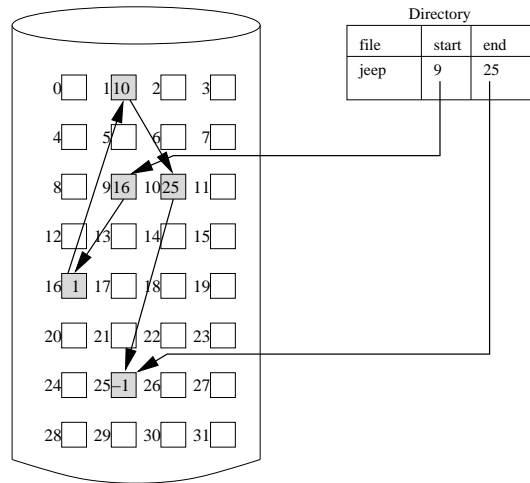 Directory
file start end
jeep 9 25
0 1 10 2 3
4 5 6 7
8 9 16 10 25 11
12 13 14 15
16 1 17 18 19
20 21 22 23
24 25 –1 26 27
28 29 30 31